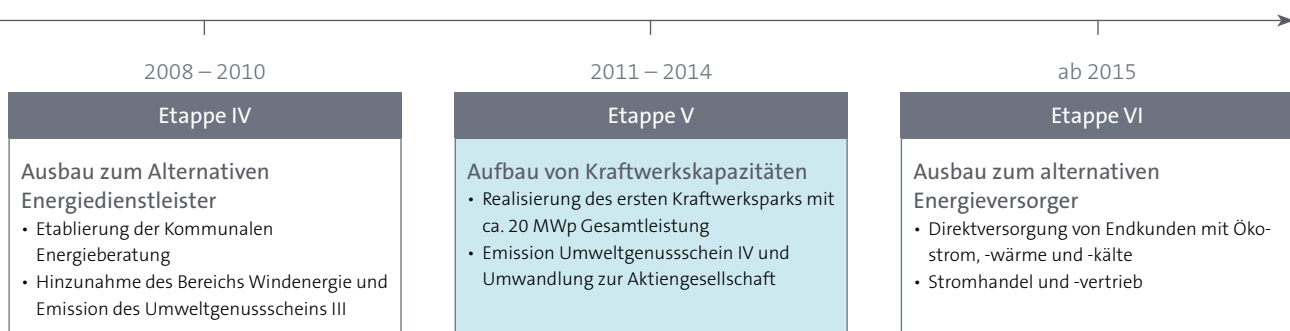 2008 – 2010
Etappe IV
Ausbau zum Alternativen
Energiedienstleister
• Etablierung der Kommunalen
Energieberatung
• Hinzunahme des Bereichs Windenergie und
Emission des Umweltgenussscheins III
2011 – 2014
Etappe V
Aufbau von Kraftwerkskapazitäten
• Realisierung des ersten Kraftwerksparks mit
ca. 20 MWp Gesamtleistung
• Emission Umweltgenussschein IV und
Umwandlung zur Aktiengesellschaft
ab 2015
Etappe VI
Ausbau zum alternativen
Energieversorger
• Direktversorgung von Endkunden mit Öko-
strom, -wärme und -kälte
• Stromhandel und -vertrieb